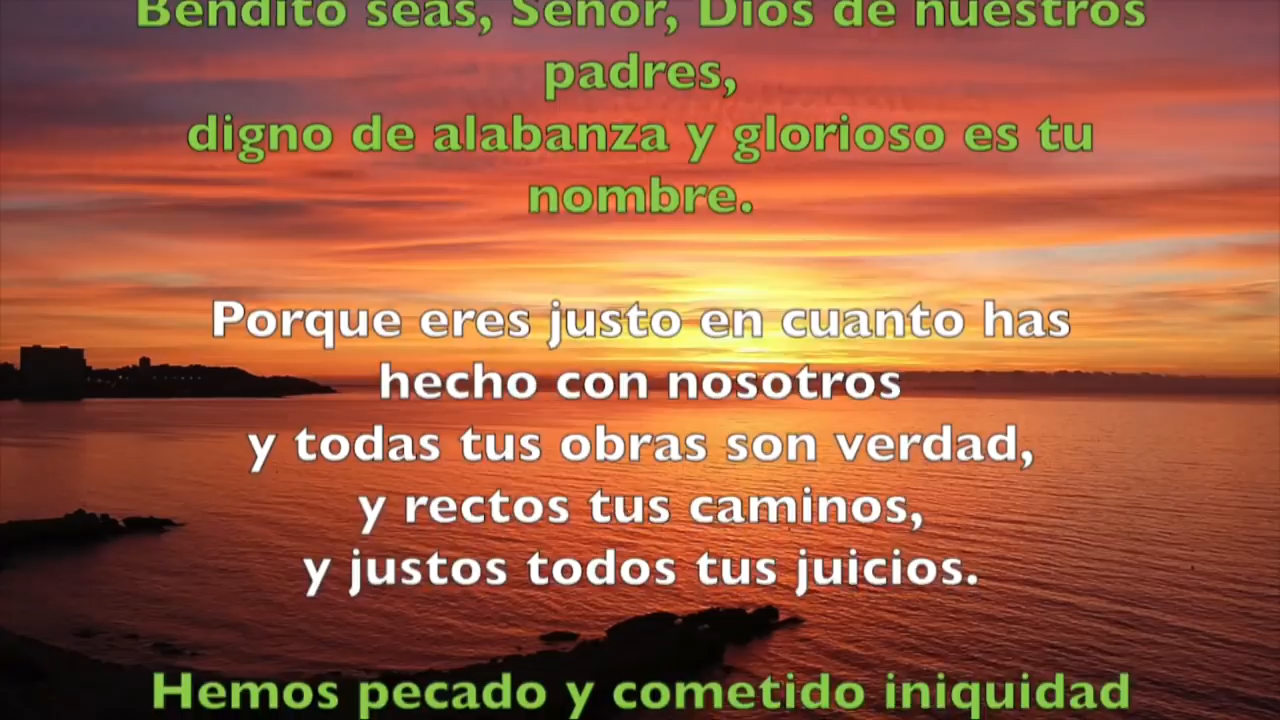 Bendito seas, Señor, Dios de nuestros
padres,
digno de alabanza y glorioso es tu
nombre.
Porque eres justo en cuanto has
hecho con nosotros
y todas tus obras son verdad,
y rectos tus caminos,
y justos todos tus juicios.
Hemos pecado y cometido iniquidad